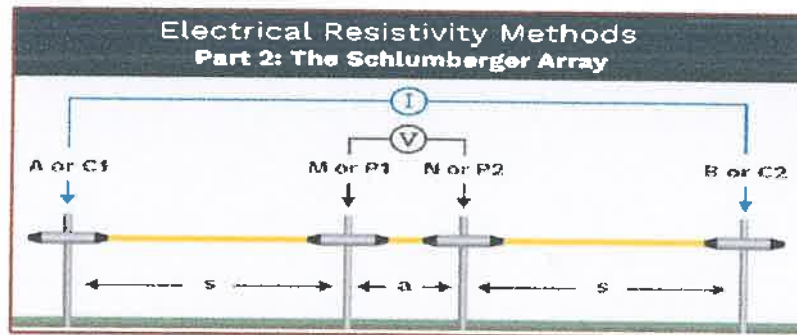 Electrical Resistivity Methods
Part 2: The Schlumberger Array
I
V
A or C1 M or P1 N or P2 B or C2
s a s